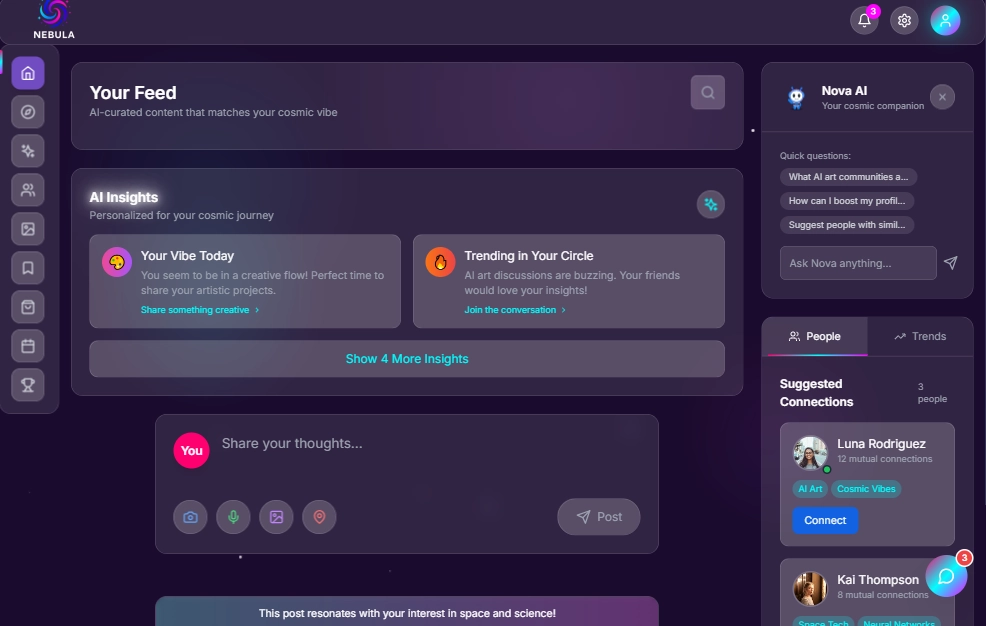 NEBULA
3
Your Feed
AI-curated content that matches your cosmic vibe
AI Insights
Personalized for your cosmic journey
Your Vibe Today
You seem to be in a creative flow! Perfect time to
share your artistic projects.
Share something creative
Trending in Your Circle
AI art discussions are buzzing. Your friends
would love your insights!
Join the conversation
Show 4 More Insights
You
Share your thoughts...
Post
This post resonates with your interest in space and science!
Nova AI
Your cosmic companion
Quick questions:
What AI art communities a...
How can I boost my profil...
Suggest people with simil...
Ask Nova anything...
People
Trends
Suggested
Connections
3
people
Luna Rodriguez
12 mutual connections
AI Art
Cosmic Vibes
Connect
Kai Thompson
8 mutual connections
3
Space Tech
Neural Networks